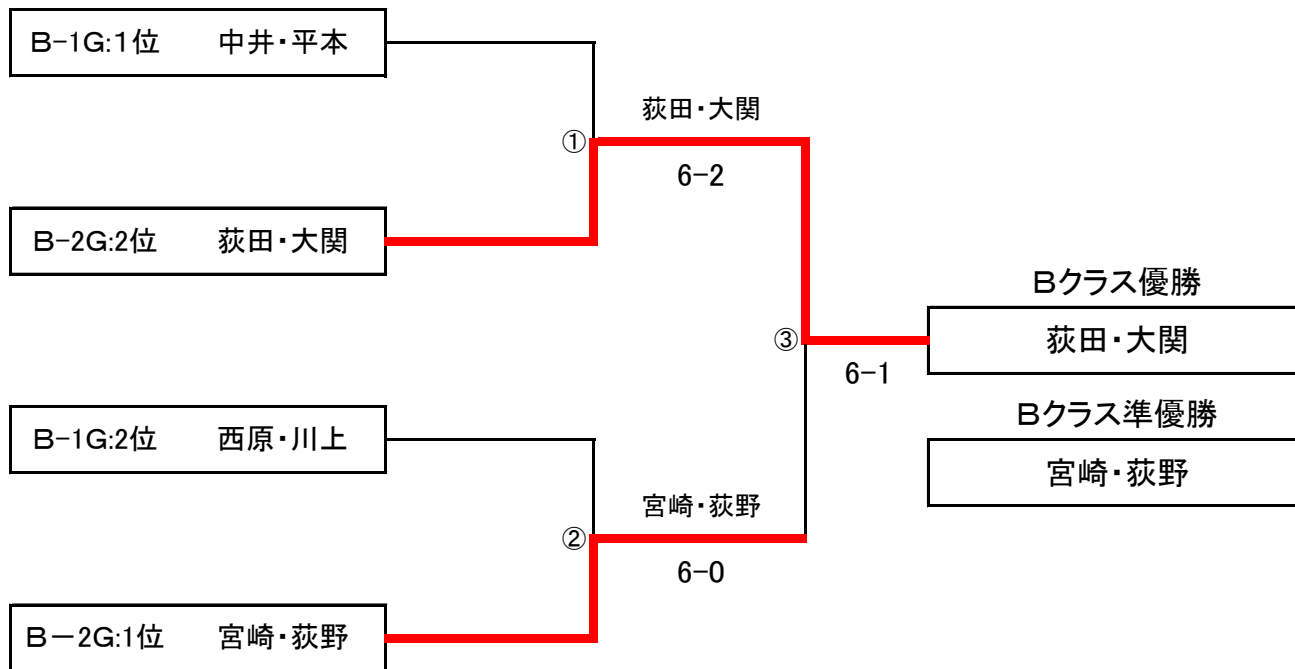 B-1G:1位 中井・平本
荻田・大関
①
6-2
B-2G:2位 荻田・大関
Bクラス優勝
③
荻田・大関
6-1
Bクラス準優勝
B-1G:2位 西原・川上
宮崎・荻野
宮崎・荻野
②
6-0
B-2G:1位 宮崎・荻野